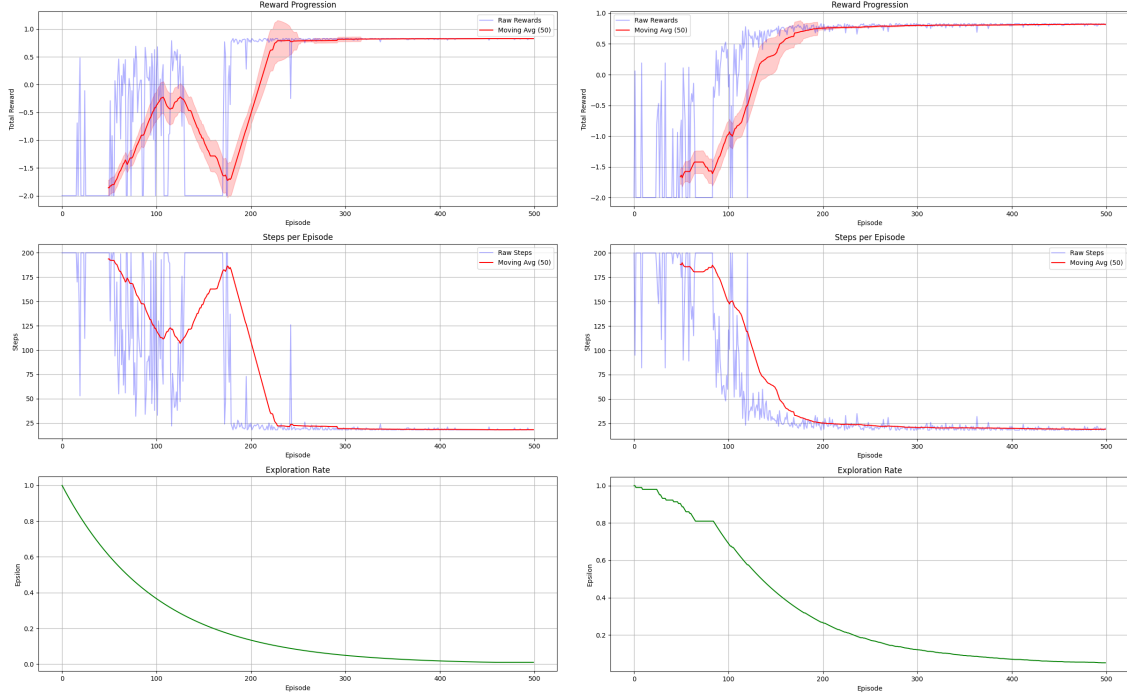 Reward Progression
Total Reward
1.0
0.5
0.0
-0.5
-1.0
-1.5
-2.0
Raw Rewards
Moving Avg (50)
0
100
200
300
400
500
Episode
Reward Progression
Total Reward
1.0
0.5
0.0
-0.5
-1.0
-1.5
-2.0
Raw Rewards
Moving Avg (50)
0
100
200
300
400
500
Episode
Steps per Episode
Steps
200
175
150
125
100
75
50
25
Raw Steps
Moving Avg (50)
0
100
200
300
400
500
Episode
Steps per Episode
Steps
200
175
150
125
100
75
50
25
Raw Steps
Moving Avg (50)
0
100
200
300
400
500
Episode
Exploration Rate
Epsilon
1.0
0.8
0.6
0.4
0.2
0.0
0
100
200
300
400
500
Episode
Exploration Rate
Epsilon
1.0
0.8
0.6
0.4
0.2
0
100
200
300
400
500
Episode